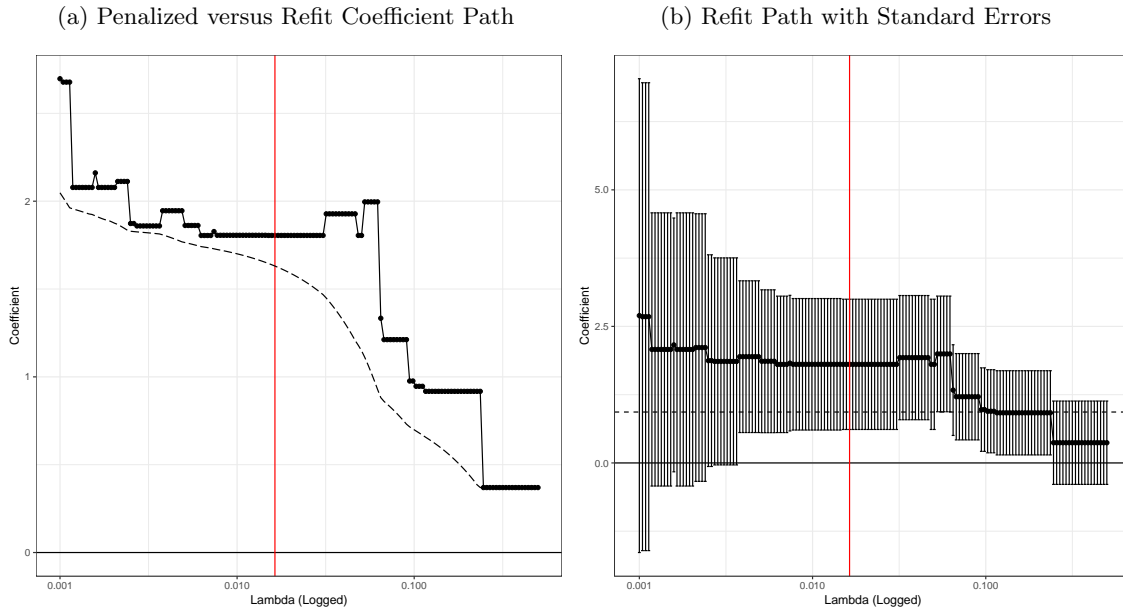 (a) Penalized versus Refit Coefficient Path
2
1
0
Coefficient
0.001
0.010
0.100
Lambda (Logged)
(b) Refit Path with Standard Errors
5.0
2.5
0.0
Coefficient
0.001
0.010
0.100
Lambda (Logged)